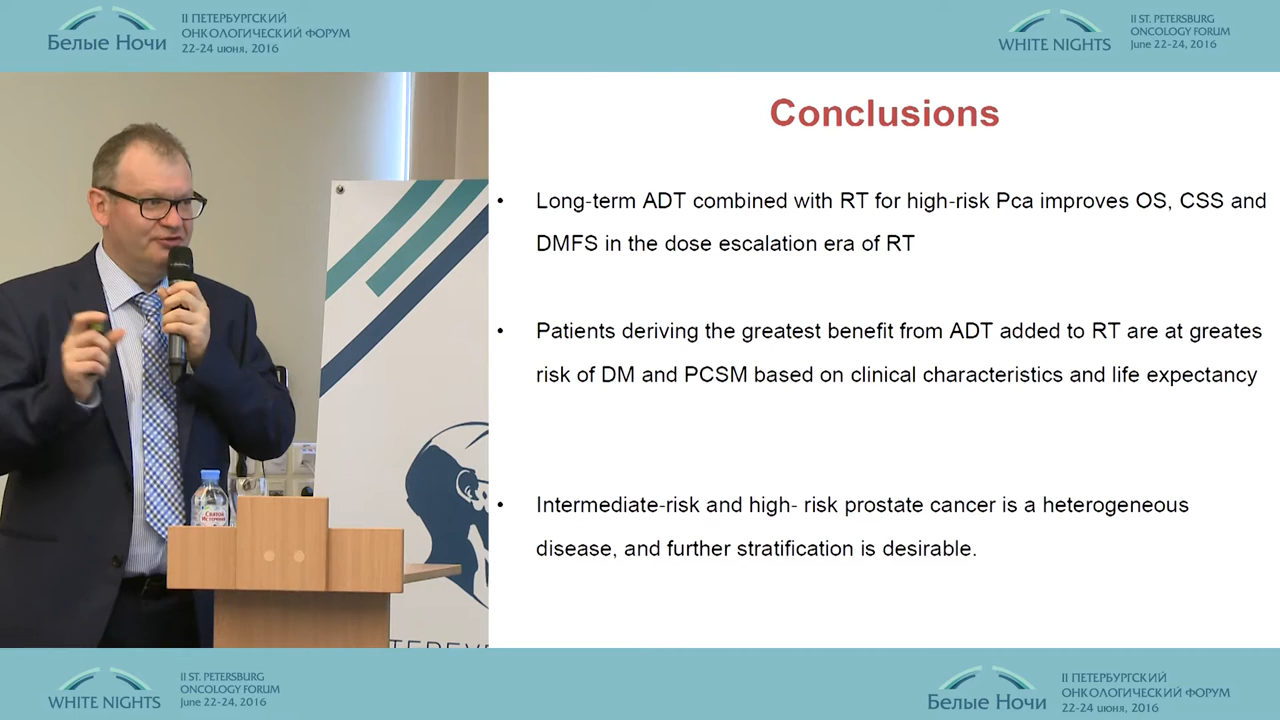 Белые Ночи
II ПЕТЕРБУРГСКИЙ
ОНКОЛОГИЧЕСКИЙ ФОРУМ
22-24 июня, 2016
WHITE NIGHTS
II ST. PETERSBURG
ONCOLOGY FORUM
June 22-24, 2016
Conclusions
• Long-term ADT combined with RT for high-risk Pca improves OS, CSS and
DMFS in the dose escalation era of RT
• Patients deriving the greatest benefit from ADT added to RT are at greates
risk of DM and PCSM based on clinical characteristics and life expectancy
• Intermediate-risk and high- risk prostate cancer is a heterogeneous
disease, and further stratification is desirable.
Святой
Источник
WHITE NIGHTS
II ST. PETERSBURG
ONCOLOGY FORUM
June 22-24, 2016
Белые Ночи
II ПЕТЕРБУРГСКИЙ
ОНКОЛОГИЧЕСКИЙ ФОРУМ
22-24 июня, 2016